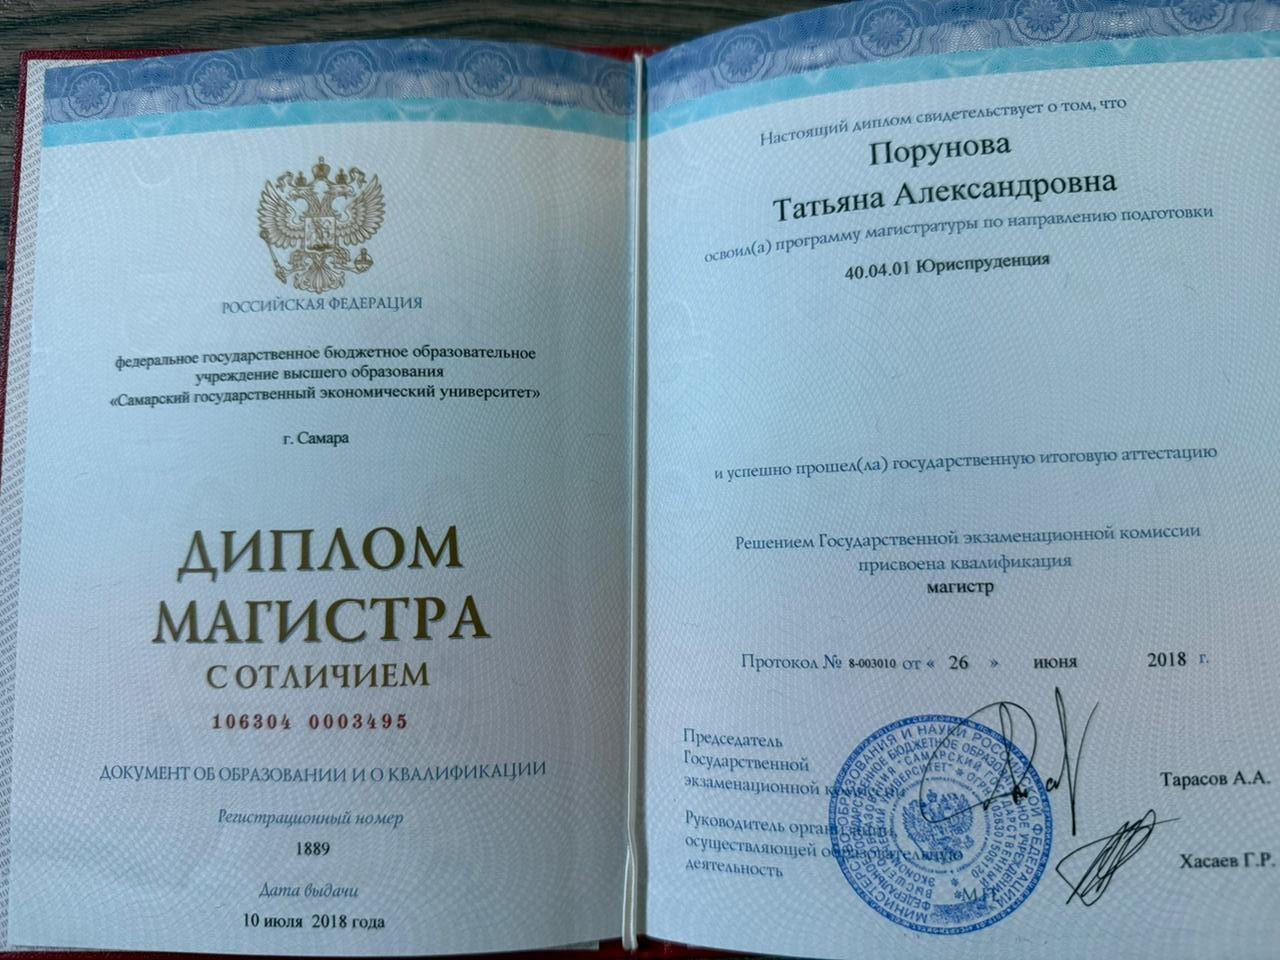 РОССИЙСКАЯ ФЕДЕРАЦИЯ
федеральное государственное бюджетное образовательное
учреждение высшего образования
«Самарский государственный экономический университет»
г. Самара
ДИПЛОМ
МАГИСТРА
С ОТЛИЧИЕМ
106304 0003495
ДОКУМЕНТ ОБ ОБРАЗОВАНИИ И О КВАЛИФИКАЦИИ
Регистрационный номер
1889
Дата выдачи
10 июля 2018 года
Настоящий диплом свидетельствует о том, что
Порунова
Татьяна Александровна
освоил(а) программу магистратуры по направлению подготовки
40.04.01 Юриспруденция
и успешно прошел(ла) государственную итоговую аттестацию
Решением Государственной экзаменационной комиссии
присвоена квалификация
магистр
Протокол № 8-003010 от « 26 » июня 2018 г.
Председатель
Государственной
экзаменационной комиссии
Тарасов А.А.
Руководитель организации,
осуществляющей образовательную
деятельность
Хасаев Г.Р.
М.П.